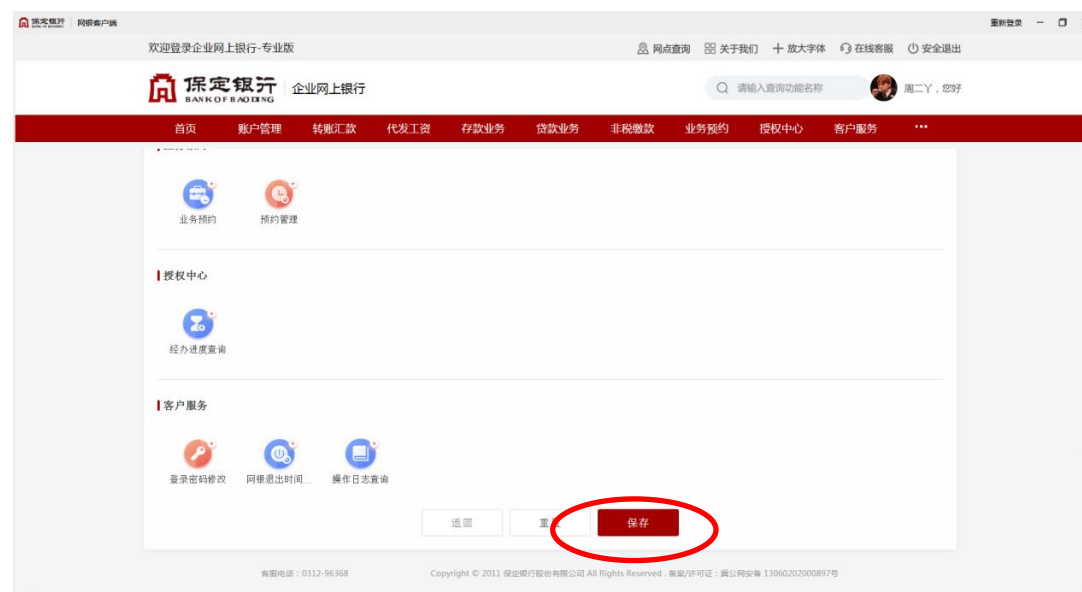 保定银行 网银客户端 重新登录
BANK OF BAODING
欢迎登录企业网上银行-专业版 网点查询 关于我们 放大字体 在线客服 安全退出
保定银行 企业网上银行 请输入查询功能名称 周二丫，您好
BANK OF BAODING
首页 账户管理 转账汇款 代发工资 存款业务 贷款业务 非税缴款 业务预约 授权中心 客户服务 •••
业务预约 预约管理
授权中心
经办进度查询
客户服务
登录密码修改 网银退出时间... 操作日志查询
返回 保存
客服电话：0312-96368 Copyright © 2011 保定银行股份有限公司 All Rights Reserved . 备案/许可证：冀公网安备 13060202000897号